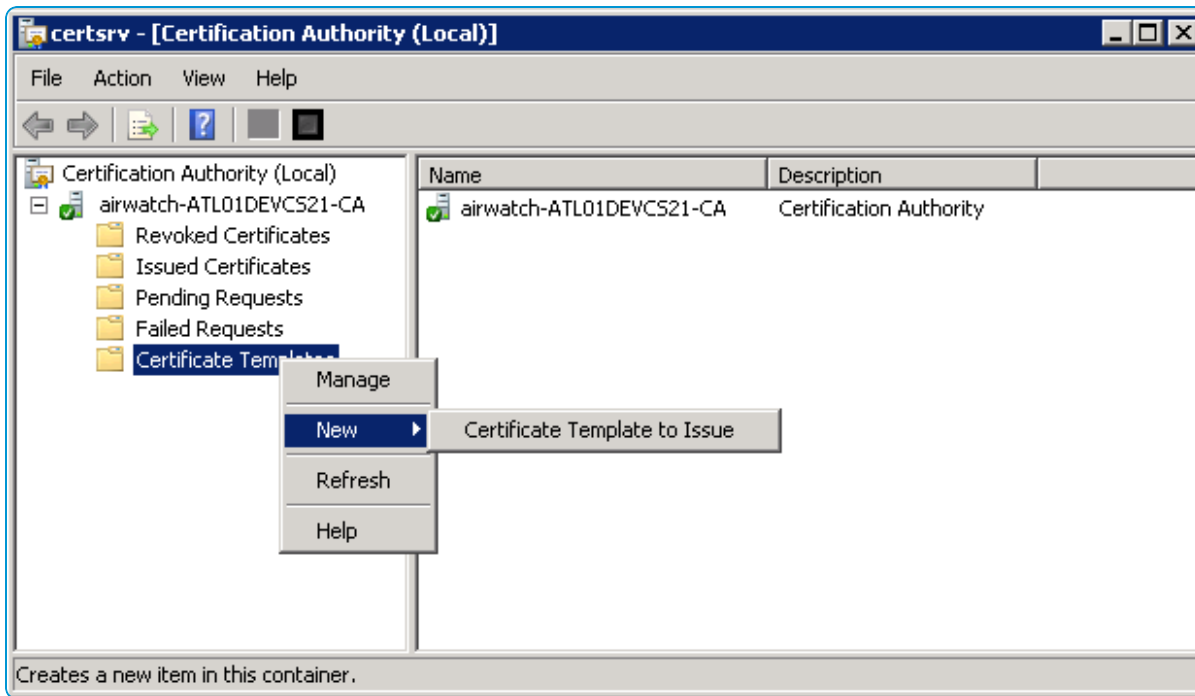 certsrv - [Certification Authority (Local)]
File Action View Help
Certification Authority (Local)
airwatch-ATL01DEVCS21-CA
Revoked Certificates
Issued Certificates
Pending Requests
Failed Requests
Certificate Templates
Name Description
airwatch-ATL01DEVCS21-CA Certification Authority
Manage
New
Certificate Template to Issue
Refresh
Help
Creates a new item in this container.